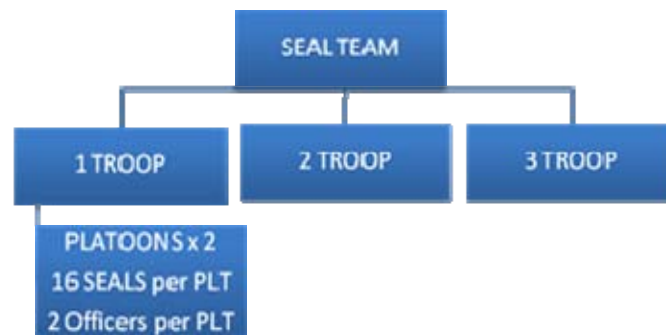 SEAL TEAM
1 TROOP
2 TROOP
3 TROOP
PLATOONS x 2
16 SEALS per PLT
2 Officers per PLT